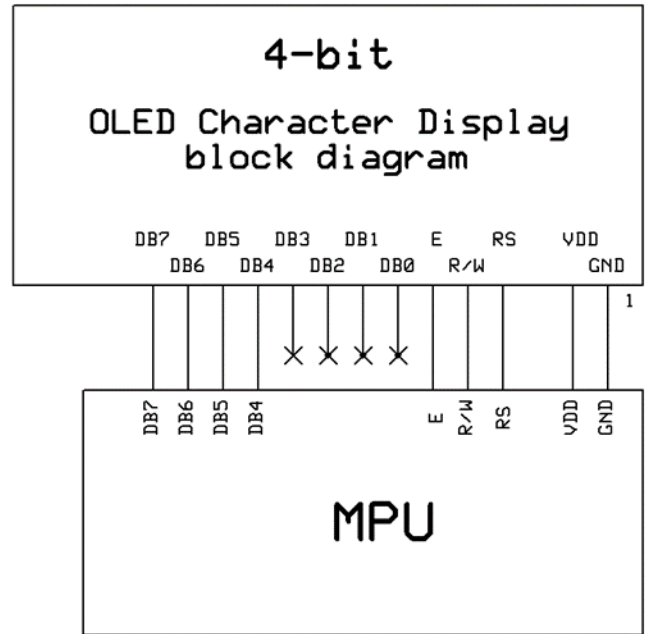 4-bit
OLED Character Display
block diagram
DB7 DB5 DB3 DB1 E RS VDD
DB6 DB4 DB2 DB0 R/W GND
1
DB7 DB6 DB5 DB4 E R/W RS VDD GND
MPU